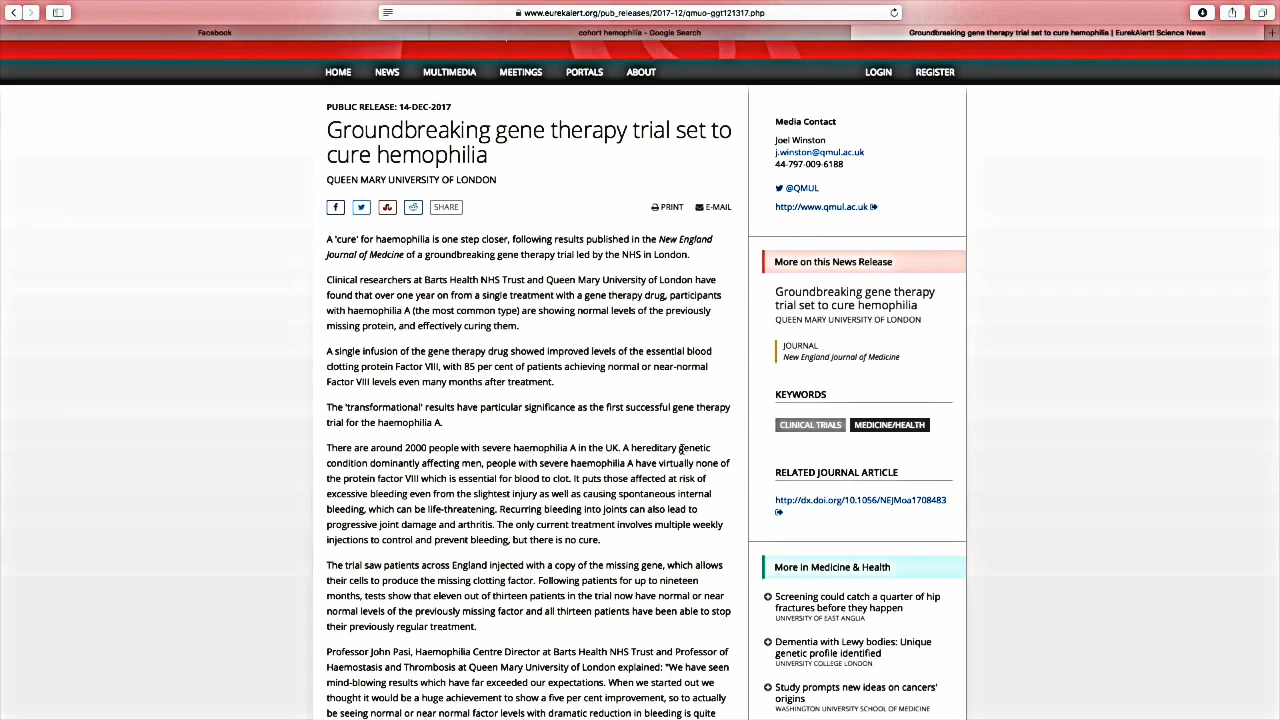 www.eurekalert.org/pub_releases/2017-12/qmuo-ggt121317.php
Facebook
cohort hemophilia - Google Search
Groundbreaking gene therapy trial set to cure hemophilia | EurekAlert! Science News
HOME NEWS MULTIMEDIA MEETINGS PORTALS ABOUT LOGIN REGISTER
PUBLIC RELEASE: 14-DEC-2017
Groundbreaking gene therapy trial set to
cure hemophilia
QUEEN MARY UNIVERSITY OF LONDON
SHARE
PRINT E-MAIL
A 'cure' for haemophilia is one step closer, following results published in the New England
Journal of Medcine of a groundbreaking gene therapy trial led by the NHS in London.
Clinical researchers at Barts Health NHS Trust and Queen Mary University of London have
found that over one year on from a single treatment with a gene therapy drug, participants
with haemophilia A (the most common type) are showing normal levels of the previously
missing protein, and effectively curing them.
A single infusion of the gene therapy drug showed improved levels of the essential blood
clotting protein Factor VIII, with 85 per cent of patients achieving normal or near-normal
Factor VIII levels even many months after treatment.
The 'transformational' results have particular significance as the first successful gene therapy
trial for the haemophilia A.
There are around 2000 people with severe haemophilia A in the UK. A hereditary genetic
condition dominantly affecting men, people with severe haemophilia A have virtually none of
the protein factor VIII which is essential for blood to clot. It puts those affected at risk of
excessive bleeding even from the slightest injury as well as causing spontaneous internal
bleeding, which can be life-threatening. Recurring bleeding into joints can also lead to
progressive joint damage and arthritis. The only current treatment involves multiple weekly
injections to control and prevent bleeding, but there is no cure.
The trial saw patients across England injected with a copy of the missing gene, which allows
their cells to produce the missing clotting factor. Following patients for up to nineteen
months, tests show that eleven out of thirteen patients in the trial now have normal or near
normal levels of the previously missing factor and all thirteen patients have been able to stop
their previously regular treatment.
Professor John Pasi, Haemophilia Centre Director at Barts Health NHS Trust and Professor of
Haemostasis and Thrombosis at Queen Mary University of London explained: "We have seen
mind-blowing results which have far exceeded our expectations. When we started out we
thought it would be a huge achievement to show a five per cent improvement, so to actually
be seeing normal or near normal factor levels with dramatic reduction in bleeding is quite
Media Contact
Joel Winston
j.winston@qmul.ac.uk
44-797-009-6188
@QMUL
http://www.qmul.ac.uk
More on this News Release
Groundbreaking gene therapy
trial set to cure hemophilia
QUEEN MARY UNIVERSITY OF LONDON
JOURNAL
New England Journal of Medicine
KEYWORDS
CLINICAL TRIALS MEDICINE/HEALTH
RELATED JOURNAL ARTICLE
http://dx.doi.org/10.1056/NEJMoa1708483
More in Medicine & Health
Screening could catch a quarter of hip
fractures before they happen
UNIVERSITY OF EAST ANGLIA
Dementia with Lewy bodies: Unique
genetic profile identified
UNIVERSITY COLLEGE LONDON
Study prompts new ideas on cancers'
origins
WASHINGTON UNIVERSITY SCHOOL OF MEDICINE